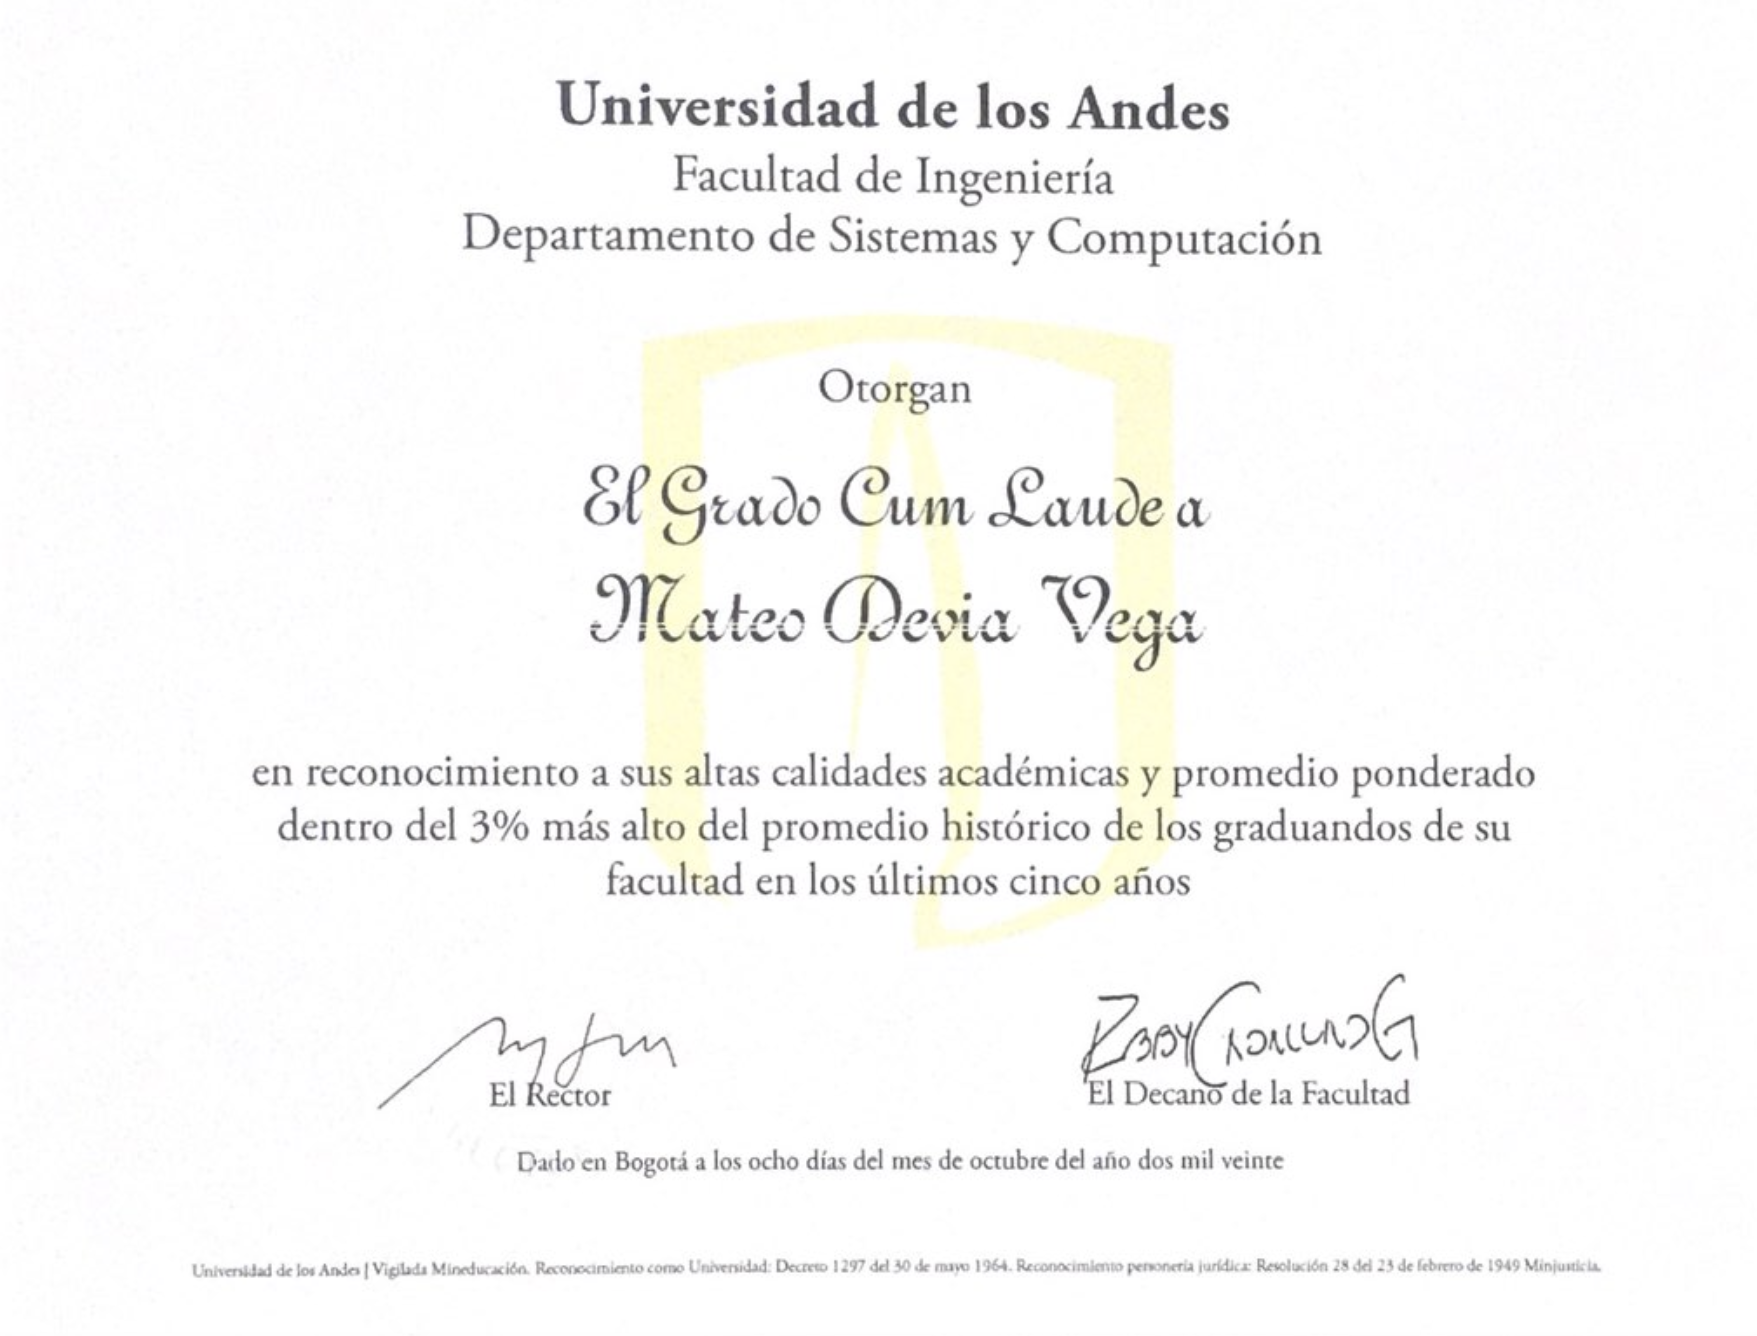 Universidad de los Andes
Facultad de Ingeniería
Departamento de Sistemas y Computación
Otorgan
El Grado Cum Laude a
Mateo Devia Vega
en reconocimiento a sus altas calidades académicas y promedio ponderado
dentro del 3% más alto del promedio histórico de los graduandos de su
facultad en los últimos cinco años
El Rector
El Decano de la Facultad
Dado en Bogotá a los ocho días del mes de octubre del año dos mil veinte
Universidad de los Andes | Vigilada Mineducación. Reconocimiento como Universidad: Decreto 1297 del 30 de mayo 1964. Reconocimiento personería jurídica: Resolución 28 del 23 de febrero de 1949 Minjusticia.